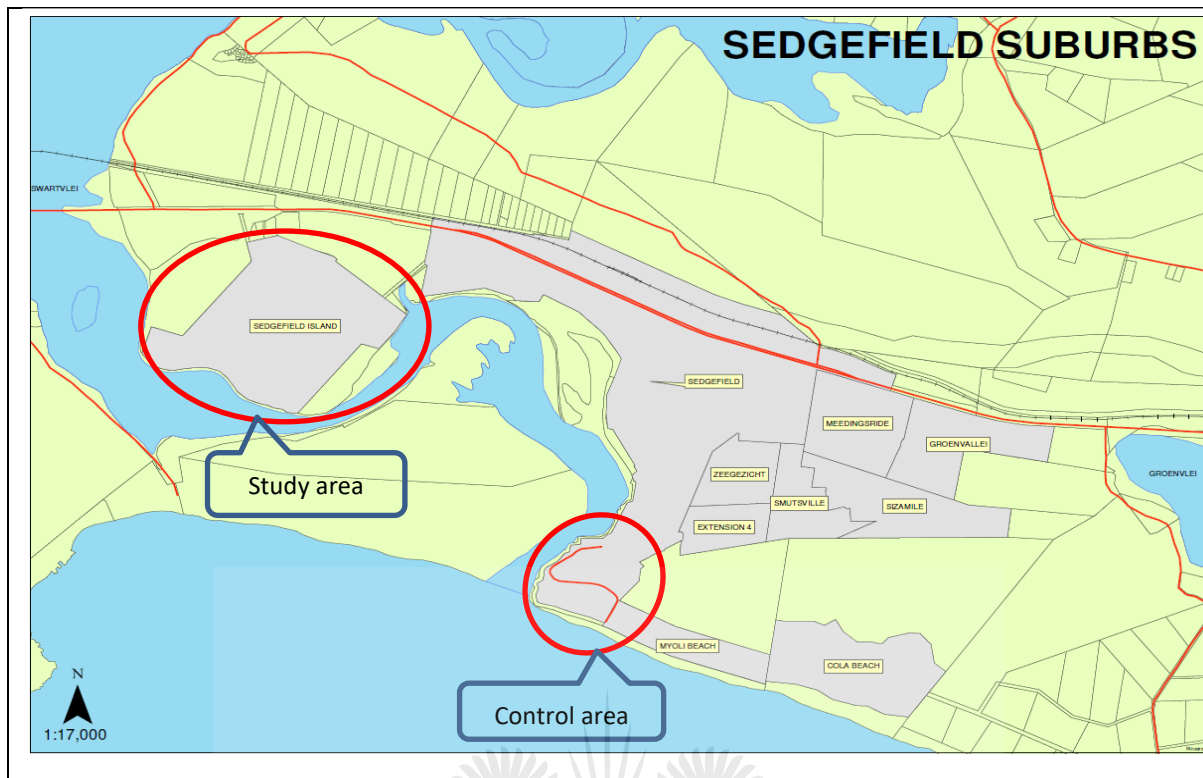 SEDGEFIELD SUBURBS
SWARTVLEI
SEDGEFIELD ISLAND
SEDGEFIELD
MEEDINGSRIDE
GROENVALLEI
ZEEGEZICHT
GROENVLEI
Study area
SMUTSVILLE
SIZAMILE
EXTENSION 4
MYOLI BEACH
COLA BEACH
N
Control area
1:17,000